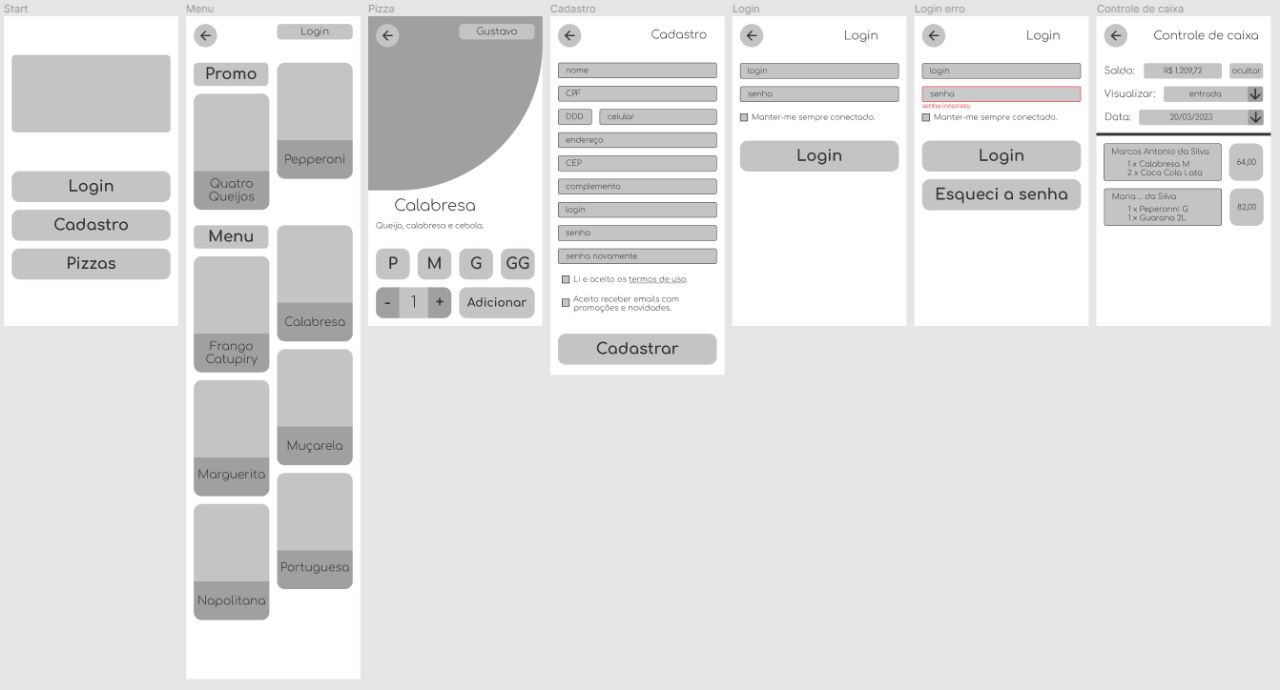 Start
Login
Cadastro
Pizzas
Menu
Login
Promo
Pepperoni
Quatro
Queijos
Menu
Calabresa
Frango
Catupiry
Muçarela
Marguerita
Portuguesa
Napolitana
Pizza
Gustavo
Calabresa
Queijo, calabresa e cebola.
P M G GG
- 1 + Adicionar
Cadastro
Cadastro
nome
CPF
DDD celular
endereço
CEP
complemento
login
senha
senha novamente
Li e aceito os termos de uso.
Aceito receber emails com
promoções e novidades.
Cadastrar
Login
Login
login
senha
Manter-me sempre conectado.
Login
Login erro
Login
login
senha
senha incorreta
Manter-me sempre conectado.
Login
Esqueci a senha
Controle de caixa
Controle de caixa
Saldo: R$ 1.209,72 ocultar
Visualizar: entrada
Data: 20/03/2023
Marcos Antonio da Silva
1 x Calabresa M
2 x Coca Cola Lata
64,00
Maria ... da Silva
1 x Peperonni G
1 x Guarana 2L
82,00